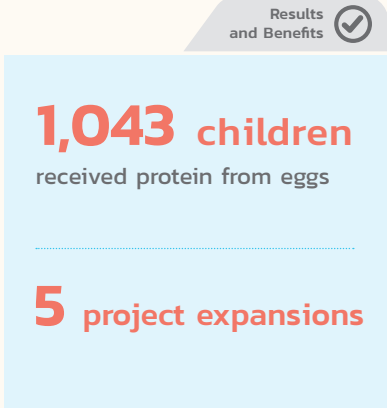 Results
and Benefits
1,043 children
received protein from eggs
5 project expansions